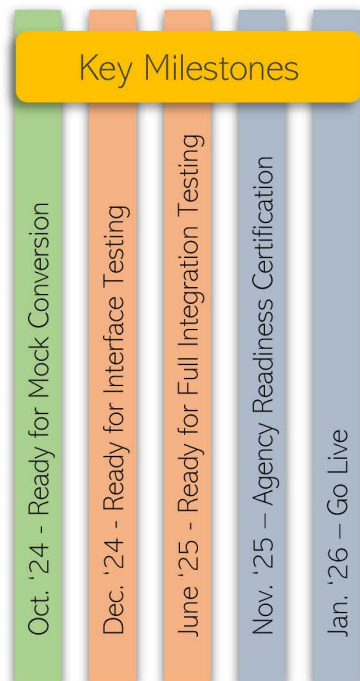 Key Milestones
Oct. ‘24 - Ready for Mock Conversion
Dec. ‘24 - Ready for Interface Testing
June ‘25 - Ready for Full Integration Testing
Nov. ‘25 – Agency Readiness Certification
Jan. ‘26 – Go Live